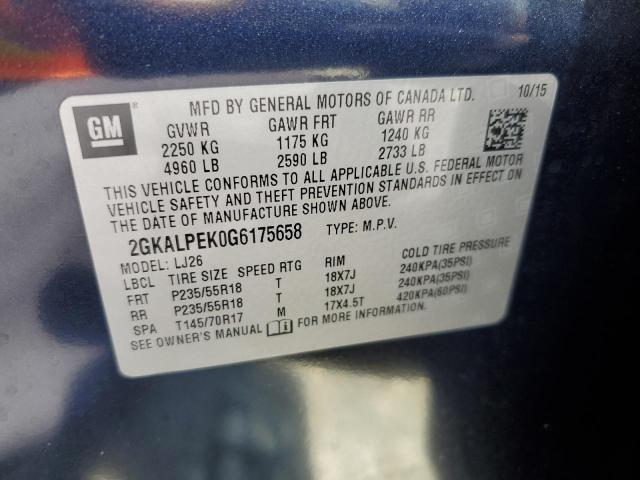 GM ®
MFD BY GENERAL MOTORS OF CANADA LTD. 10/15
GVWR GAWR FRT GAWR RR
2250 KG 1175 KG 1240 KG
4960 LB 2590 LB 2733 LB
THIS VEHICLE CONFORMS TO ALL APPLICABLE U.S. FEDERAL MOTOR
VEHICLE SAFETY AND THEFT PREVENTION STANDARDS IN EFFECT ON
THE DATE OF MANUFACTURE SHOWN ABOVE.
2GKALPEK0G6175658 TYPE: M.P.V.
MODEL: LJ26
LBCL TIRE SIZE SPEED RTG RIM COLD TIRE PRESSURE
FRT P235/55R18 T 18X7J 240KPA(35PSI)
RR P235/55R18 T 18X7J 240KPA(35PSI)
SPA T145/70R17 M 17X4.5T 420KPA(60PSI)
SEE OWNER'S MANUAL FOR MORE INFORMATION.